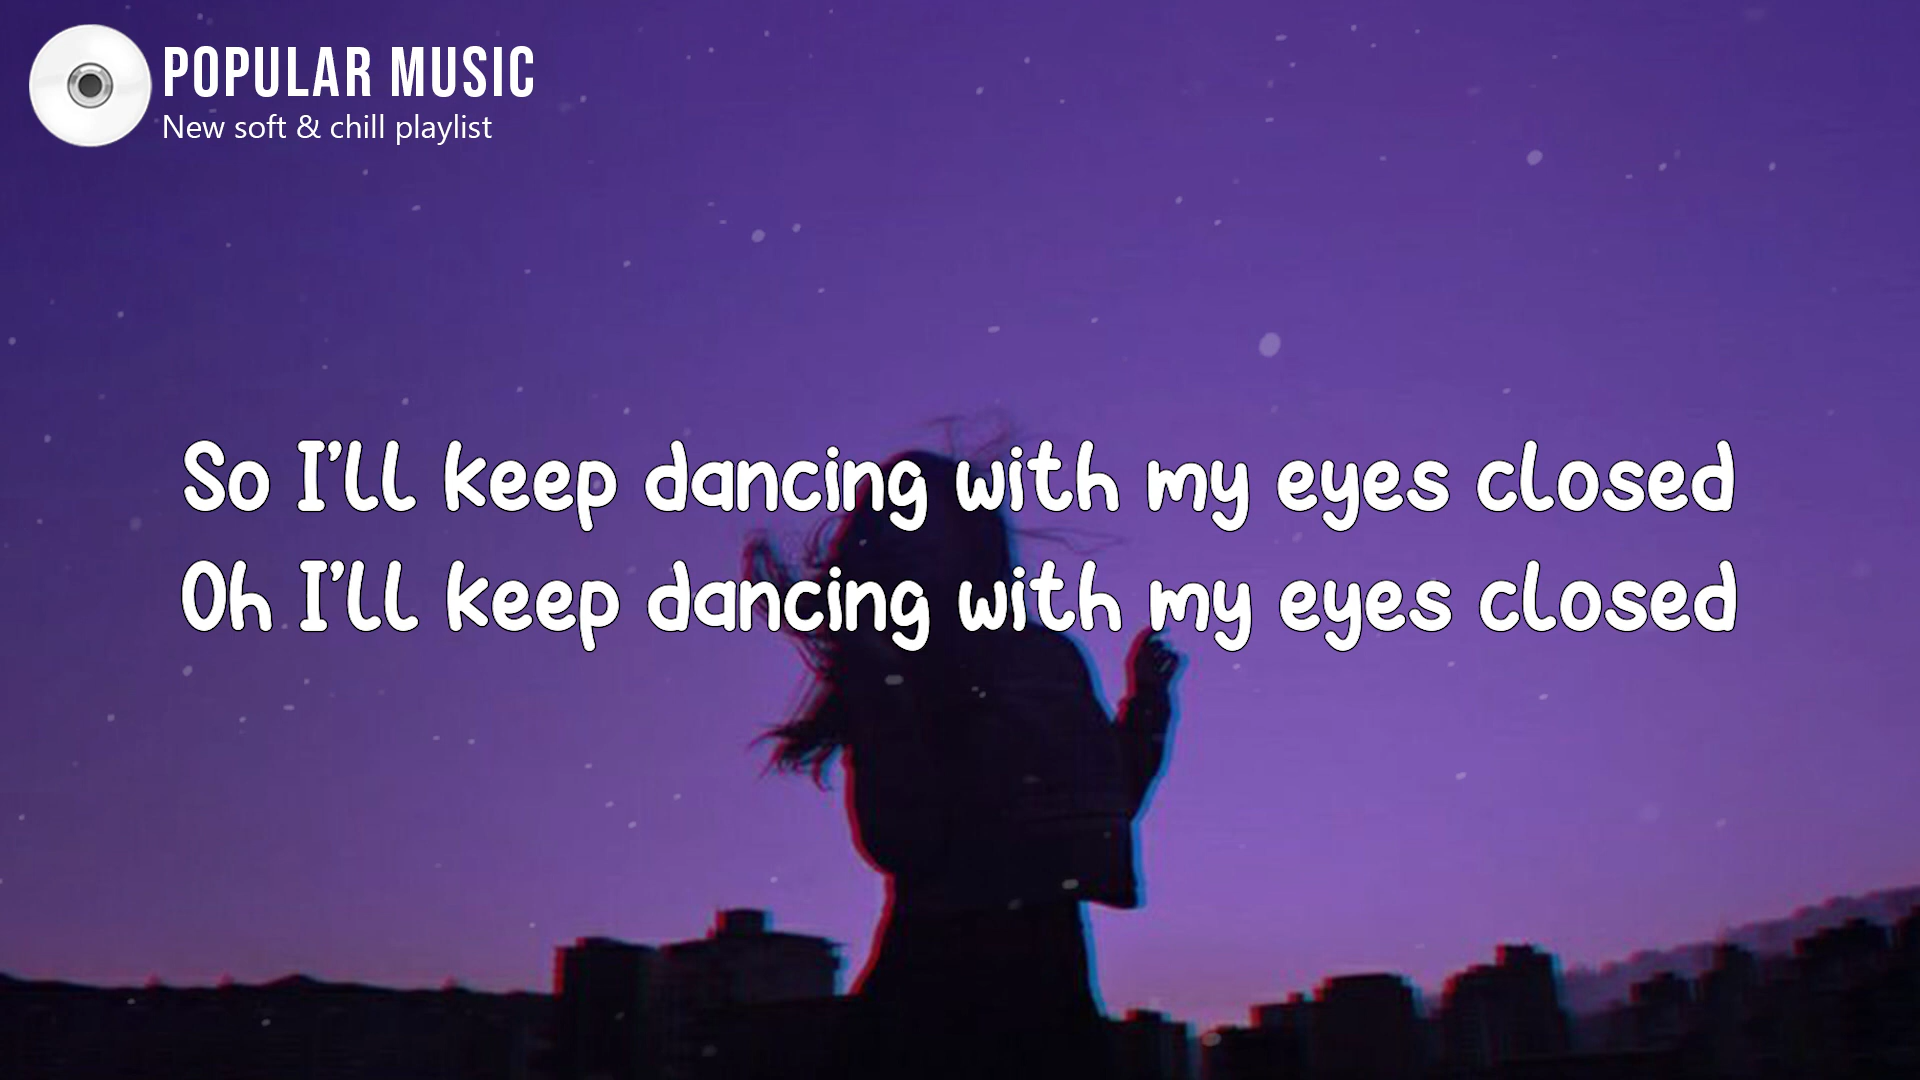 POPULAR MUSIC
New soft & chill playlist
So I'll keep dancing with my eyes closed
Oh I'll keep dancing with my eyes closed